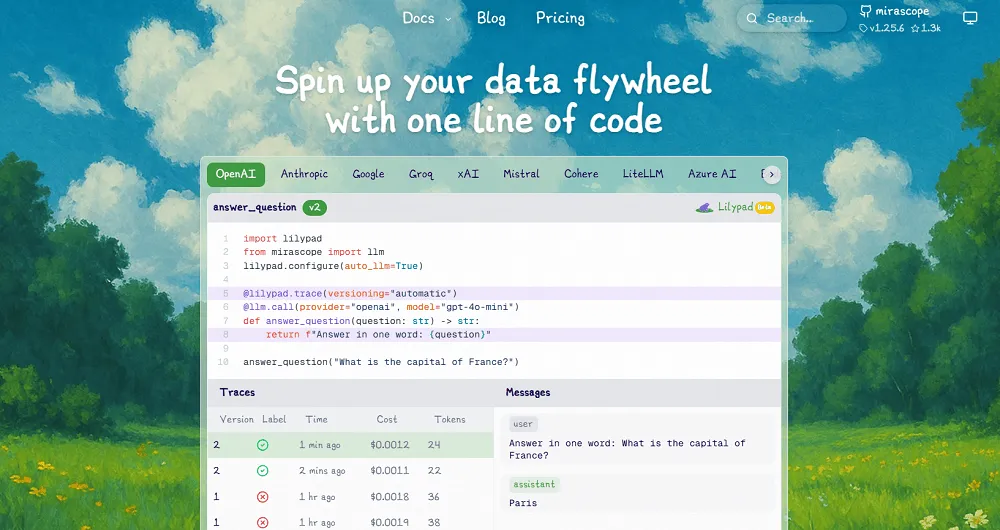 Docs Blog Pricing Search... mirascope
v1.25.6 1.3k
Spin up your data flywheel
with one line of code
OpenAI Anthropic Google Groq xAI Mistral Cohere LiteLLM Azure AI
answer_question v2 Lilypad Beta
1 import lilypad
2 from mirascope import llm
3 lilypad.configure(auto_llm=True)
4
5 @lilypad.trace(versioning="automatic")
6 @llm.call(provider="openai", model="gpt-4o-mini")
7 def answer_question(question: str) -> str:
8     return f"Answer in one word: {question}"
9
10 answer_question("What is the capital of France?")
Traces
Version Label Time Cost Tokens
2 1 min ago $0.0012 24
2 2 mins ago $0.0011 22
1 1 hr ago $0.0018 36
1 1 hr ago $0.0019 38
Messages
user
Answer in one word: What is the capital of
France?
assistant
Paris